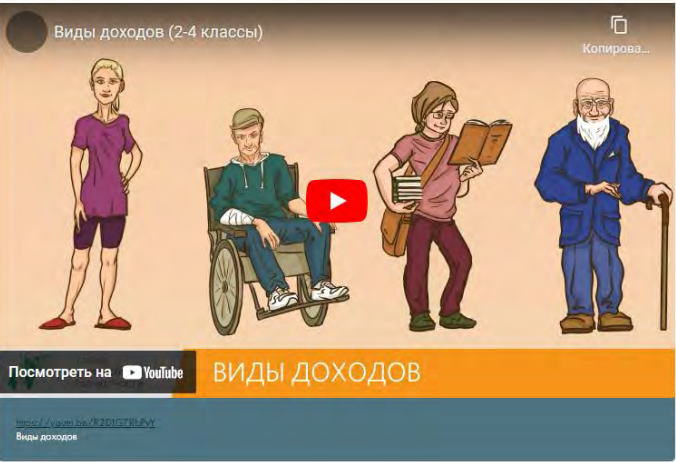 Виды доходов (2-4 классы)
Копирова...
Посмотреть на YouTube
ВИДЫ ДОХОДОВ
Виды доходов